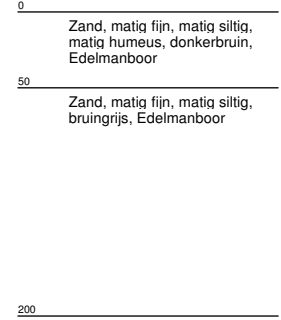 0
Zand, matig fijn, matig siltig,
matig humeus, donkerbruin,
Edelmanboor
50
Zand, matig fijn, matig siltig,
bruingrijs, Edelmanboor
200